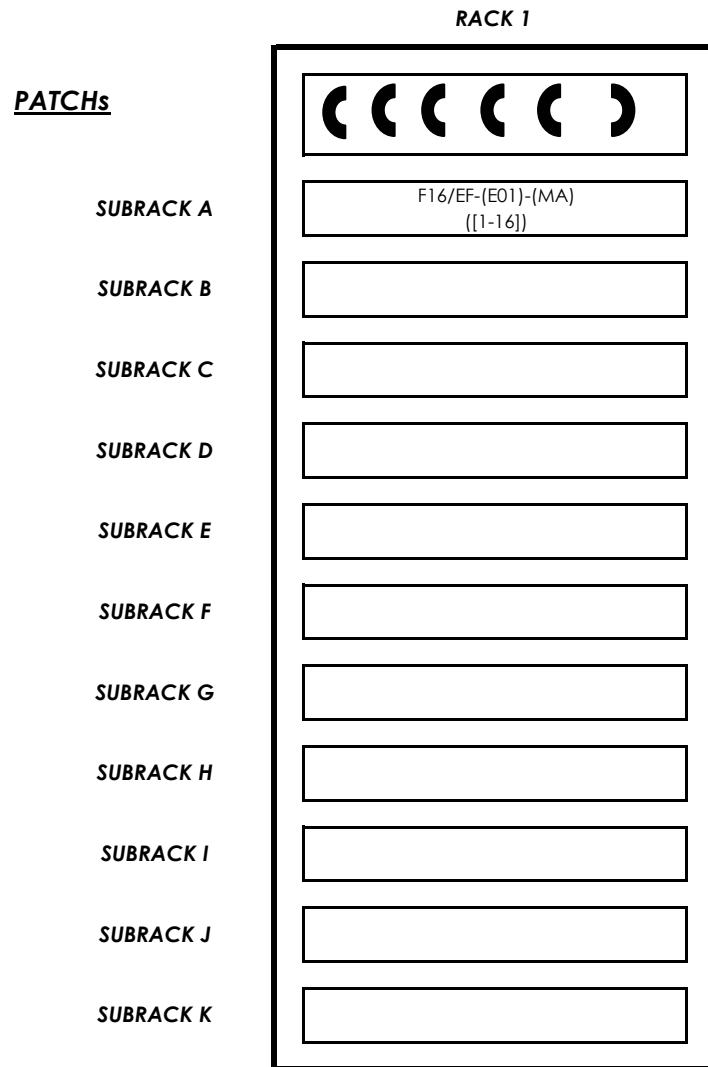 RACK 1
PATCHs
SUBRACK A
F16/EF-(E01)-(MA)
([1-16])
SUBRACK B
SUBRACK C
SUBRACK D
SUBRACK E
SUBRACK F
SUBRACK G
SUBRACK H
SUBRACK I
SUBRACK J
SUBRACK K